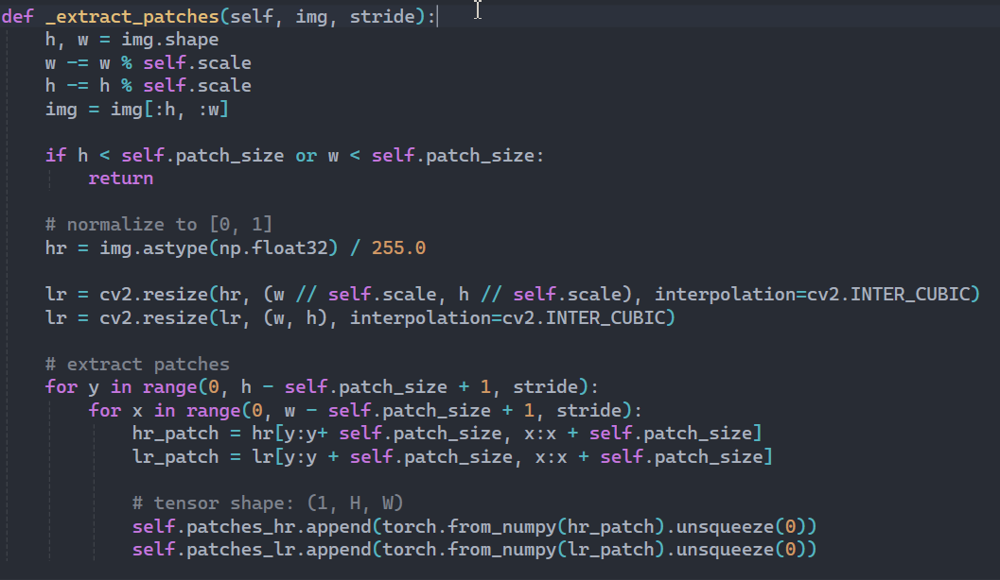 def _extract_patches(self, img, stride):
    h, w = img.shape
    w -= w % self.scale
    h -= h % self.scale
    img = img[:h, :w]

    if h < self.patch_size or w < self.patch_size:
        return

    # normalize to [0, 1]
    hr = img.astype(np.float32) / 255.0

    lr = cv2.resize(hr, (w // self.scale, h // self.scale), interpolation=cv2.INTER_CUBIC)
    lr = cv2.resize(lr, (w, h), interpolation=cv2.INTER_CUBIC)

    # extract patches
    for y in range(0, h - self.patch_size + 1, stride):
        for x in range(0, w - self.patch_size + 1, stride):
            hr_patch = hr[y:y+ self.patch_size, x:x + self.patch_size]
            lr_patch = lr[y:y + self.patch_size, x:x + self.patch_size]

            # tensor shape: (1, H, W)
            self.patches_hr.append(torch.from_numpy(hr_patch).unsqueeze(0))
            self.patches_lr.append(torch.from_numpy(lr_patch).unsqueeze(0))